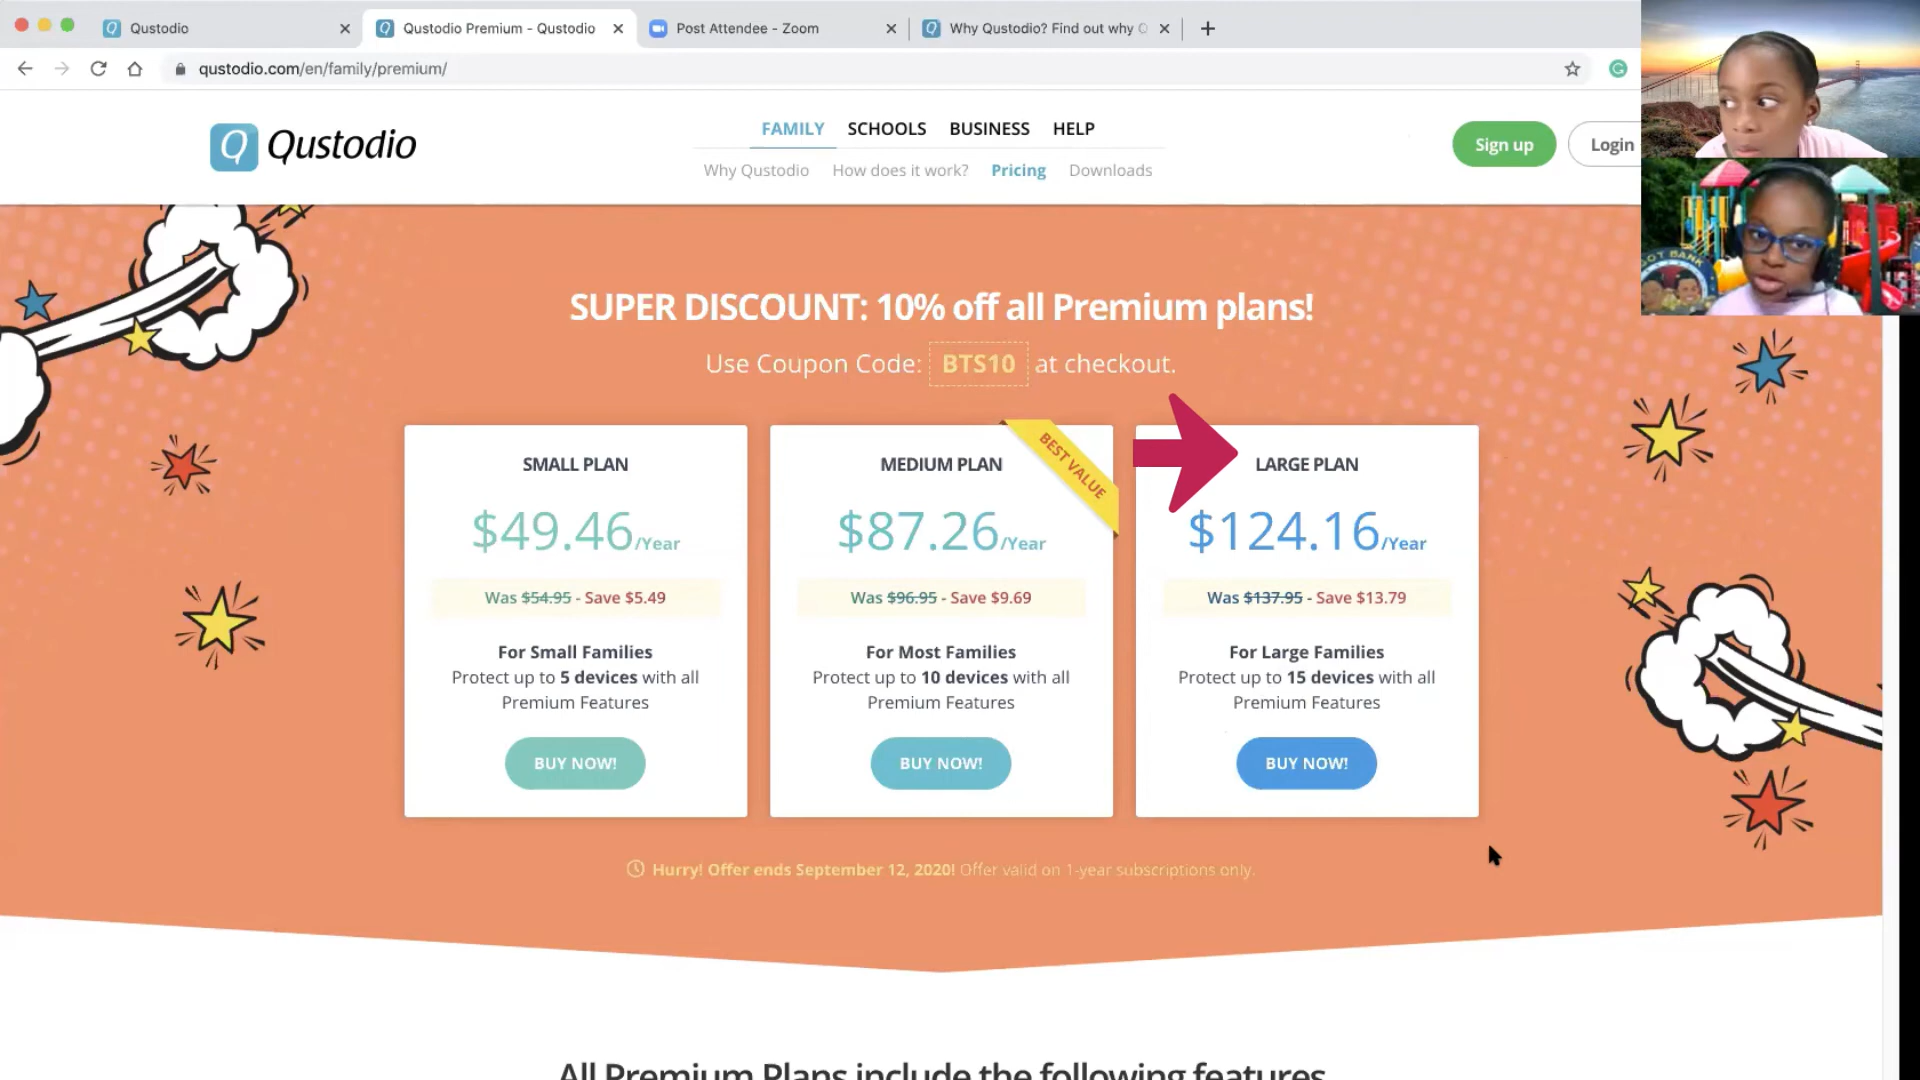 Qustodio
Qustodio Premium - Qustodio
Post Attendee - Zoom
Why Qustodio? Find out why
qustodio.com/en/family/premium/
Qustodio
FAMILY SCHOOLS BUSINESS HELP
Sign up
Login
Why Qustodio How does it work? Pricing Downloads
SUPER DISCOUNT: 10% off all Premium plans!
Use Coupon Code: BTS10 at checkout.
SMALL PLAN
$49.46/Year
Was $54.95 - Save $5.49
For Small Families
Protect up to 5 devices with all
Premium Features
BUY NOW!
MEDIUM PLAN
BEST VALUE
$87.26/Year
Was $96.95 - Save $9.69
For Most Families
Protect up to 10 devices with all
Premium Features
BUY NOW!
LARGE PLAN
$124.16/Year
Was $137.95 - Save $13.79
For Large Families
Protect up to 15 devices with all
Premium Features
BUY NOW!
Hurry! Offer ends September 12, 2020! Offer valid on 1-year subscriptions only.
All Premium Plans include the following features